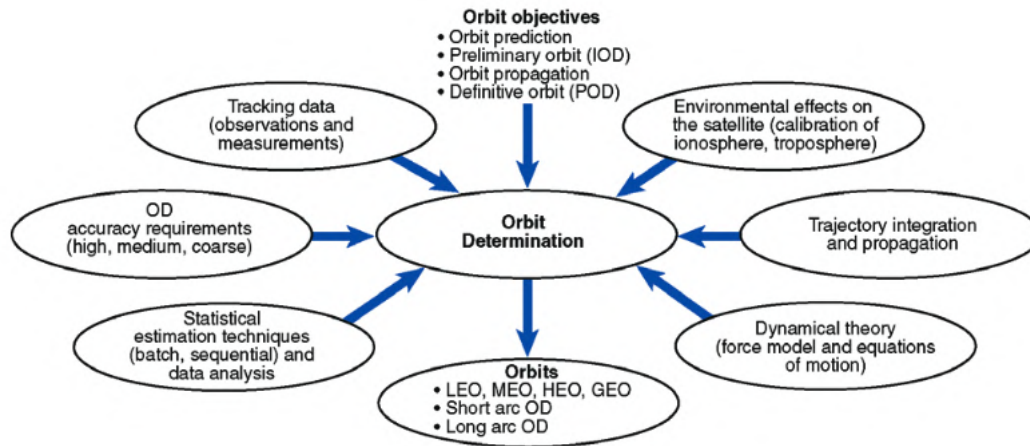 Orbit objectives
• Orbit prediction
• Preliminary orbit (IOD)
• Orbit propagation
• Definitive orbit (POD)
Tracking data
(observations and
measurements)
Environmental effects on
the satellite (calibration of
ionosphere, troposphere)
OD
accuracy requirements
(high, medium, coarse)
Orbit
Determination
Trajectory integration
and propagation
Statistical
estimation techniques
(batch, sequential) and
data analysis
Dynamical theory
(force model and equations
of motion)
Orbits
• LEO, MEO, HEO, GEO
• Short arc OD
• Long arc OD